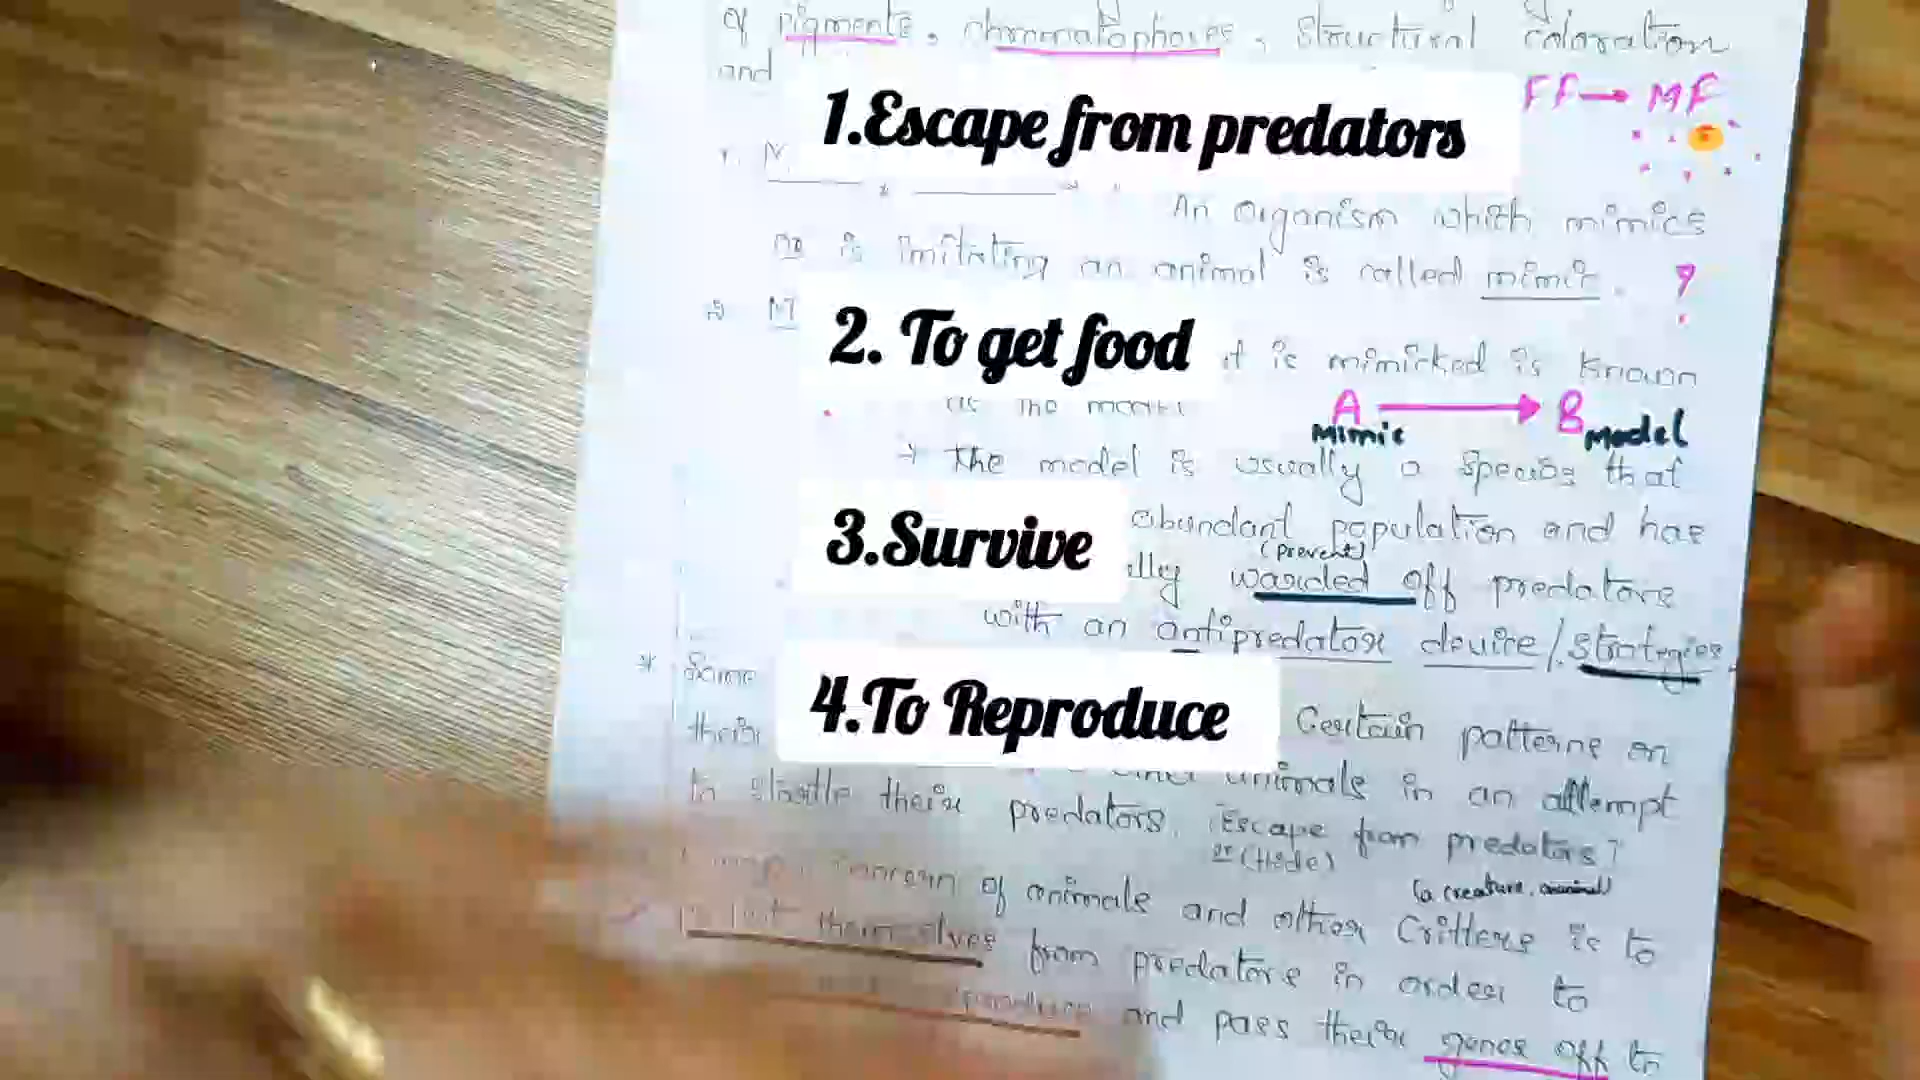 of pigments, chromatophores, structural coloration
and
FF → MF
1.Escape from predators
An organism which mimics
or is imitating an animal is called mimic. ?
2. To get food
it is mimicked is known
as the model
A → B
Mimic Model
→ The model is usually a species that
abundant population and has
3.Survive
(prevent)
warded off predators
with an antipredator device/strategies.
* Some
4.To Reproduce
Certain patterns on
their
animals in an attempt
to startle their predators. Escape from predators?
or (Hide)
(a creature, animal)
concern of animals and other Critters is to
themselves from predators in order to
and pass their genes off to